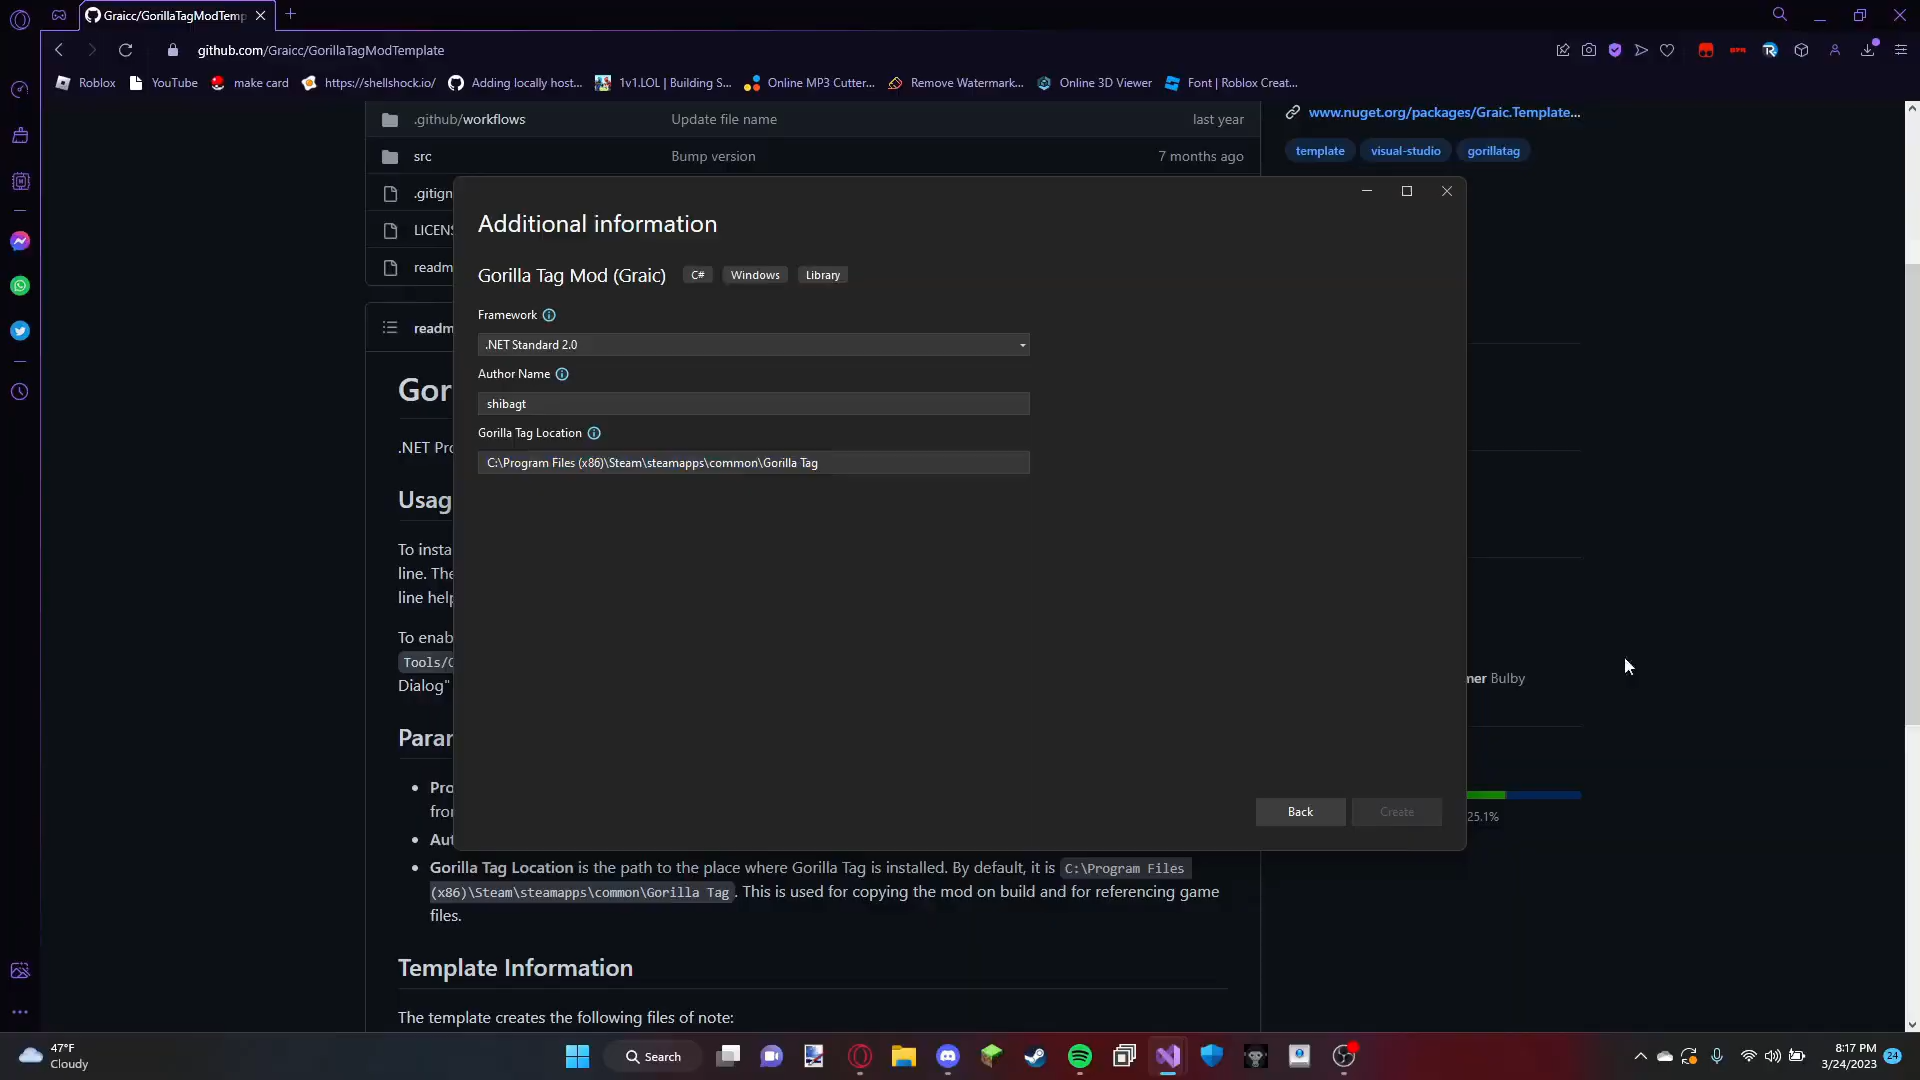 Graicc/GorillaTagModTemp
github.com/Graicc/GorillaTagModTemplate
Roblox
YouTube
make card
https://shellshock.io/
Adding locally host...
1v1.LOL | Building S...
Online MP3 Cutter...
Remove Watermark...
Online 3D Viewer
Font | Roblox Creat...
.github/workflows
Update file name
last year
www.nuget.org/packages/Graic.Template...
src
Bump version
7 months ago
template
visual-studio
gorillatag
.gitign
LICENS
readm
readm
Additional information
Gorilla Tag Mod (Graic)
C#
Windows
Library
Framework
.NET Standard 2.0
Author Name
shibagt
Gorilla Tag Location
C:\Program Files (x86)\Steam\steamapps\common\Gorilla Tag
Back
Create
Gor
.NET Pro
Usag
To insta
line. The
line help
To enab
Tools/O
Dialog"
ner Bulby
Parar
25.1%
Pro
fror
Aut
Gorilla Tag Location is the path to the place where Gorilla Tag is installed. By default, it is C:\Program Files
(x86)\Steam\steamapps\common\Gorilla Tag . This is used for copying the mod on build and for referencing game
files.
Template Information
The template creates the following files of note:
47°F
Cloudy
Search
8:17 PM
3/24/2023
24